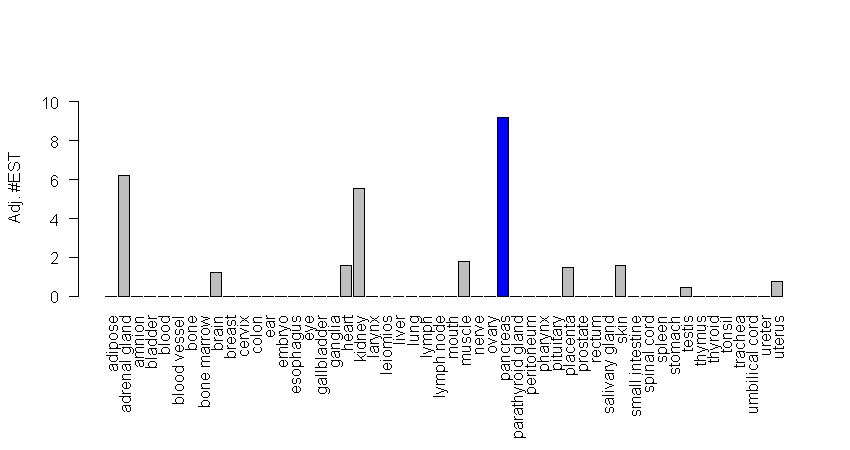 Adj. #EST
10
8
6
4
2
0
adipose
adrenal gland
amnion
bladder
blood
blood vessel
bone
bone marrow
brain
breast
cervix
colon
ear
embryo
esophagus
eye
gallbladder
ganglia
heart
kidney
larynx
leiomios
liver
lung
lymph
lymph node
mouth
muscle
nerve
ovary
pancreas
parathyroid gland
peritoneum
pharynx
pituitary
placenta
prostate
rectum
salivary gland
skin
small intestine
spinal cord
spleen
stomach
testis
thymus
thyroid
tonsil
trachea
umbilical cord
ureter
uterus